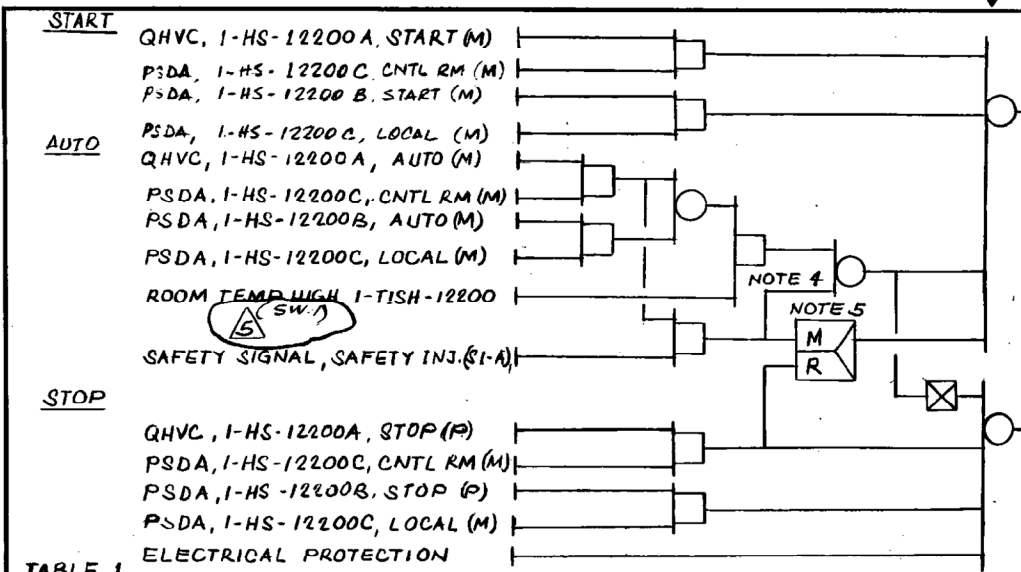 START
QHVC, 1-HS-12200A, START (M)
PSDA, 1-HS-12200C, CNTL RM (M)
PSDA, 1-HS-12200B, START (M)
PSDA, 1-HS-12200C, LOCAL (M)
AUTO
QHVC, 1-HS-12200A, AUTO (M)
PSDA, 1-HS-12200C, CNTL RM (M)
PSDA, 1-HS-12200B, AUTO (M)
PSDA, 1-HS-12200C, LOCAL (M)
NOTE 4
ROOM TEMP HIGH 1-TISH-12200
NOTE 5
SW.1
5
M
SAFETY SIGNAL, SAFETY INJ. (SI-A)
R
STOP
QHVC, 1-HS-12200A, STOP (P)
PSDA, 1-HS-12200C, CNTL RM (M)
PSDA, 1-HS-12200B, STOP (P)
PSDA, 1-HS-12200C, LOCAL (M)
ELECTRICAL PROTECTION
TABLE 1